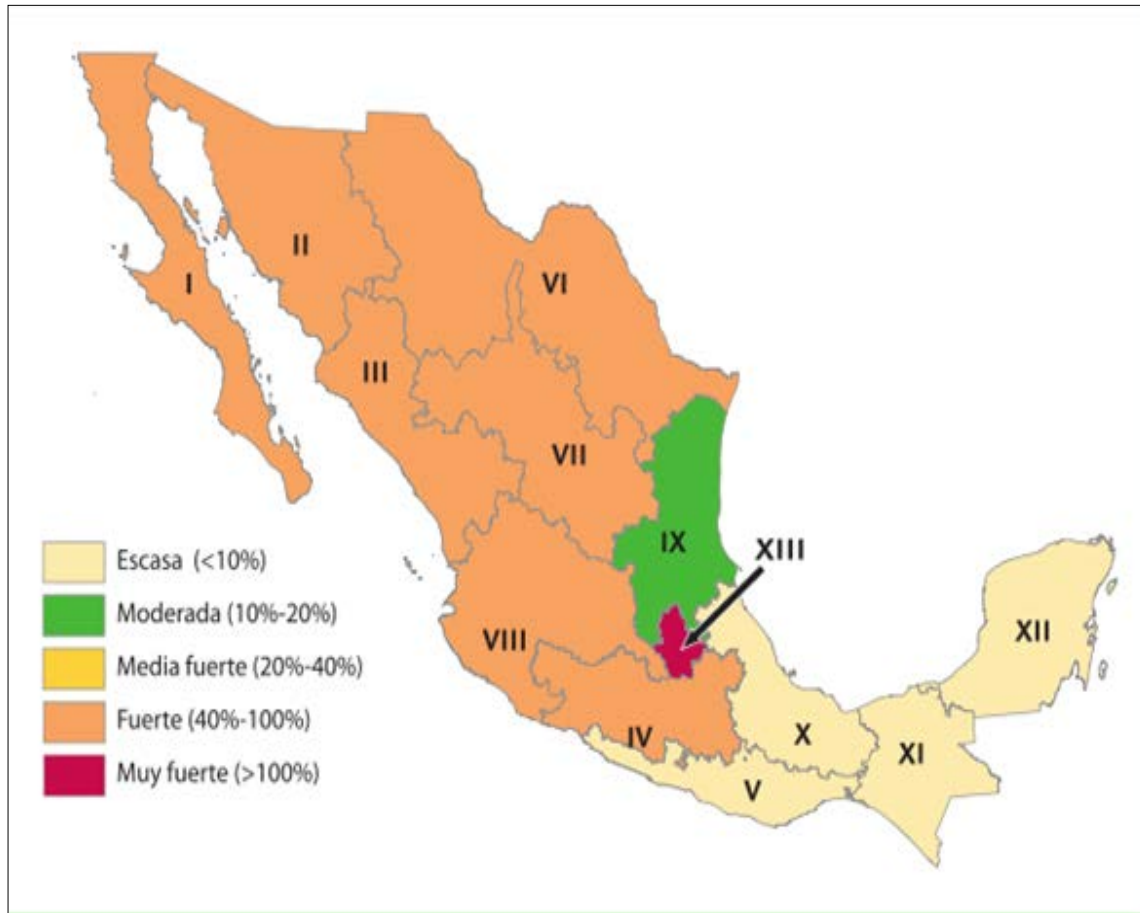 I
II
III
VI
VII
IX
XIII
VIII
IV
X
V
XI
XII
Escasa (<10%)
Moderada (10%-20%)
Media fuerte (20%-40%)
Fuerte (40%-100%)
Muy fuerte (>100%)